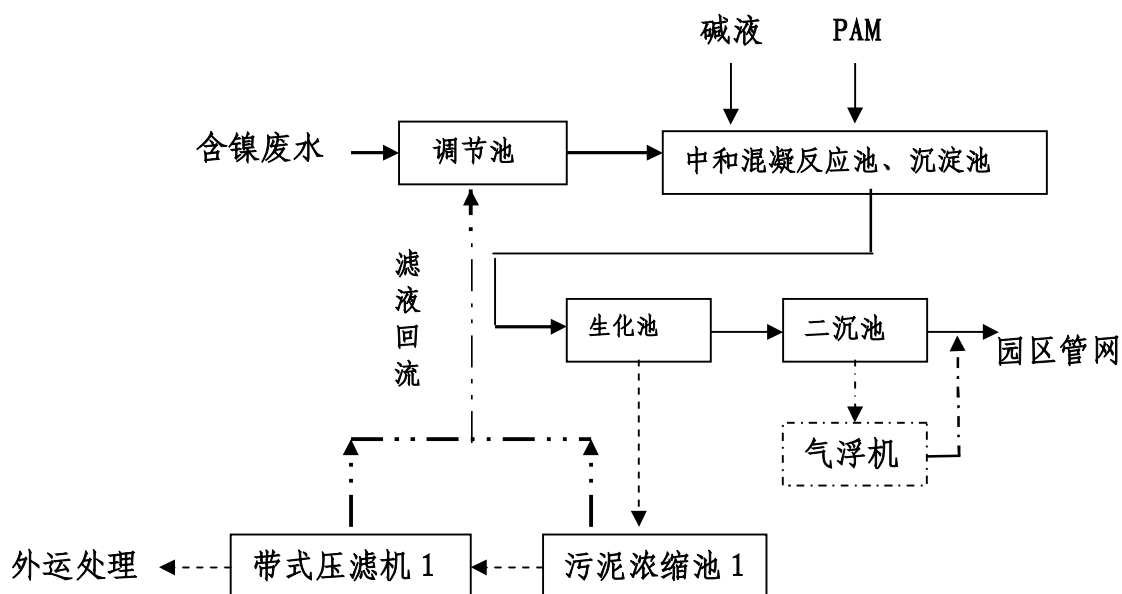 碱液
PAM
含镍废水
调节池
中和混凝反应池、沉淀池
滤液回流
生化池
二沉池
园区管网
气浮机
外运处理
带式压滤机 1
污泥浓缩池 1